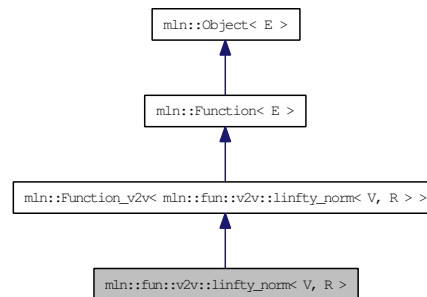 mln::Object< E >
mln::Function< E >
mln::Function_v2v< mln::fun::v2v::linfty_norm< V, R > >
mln::fun::v2v::linfty_norm< V, R >